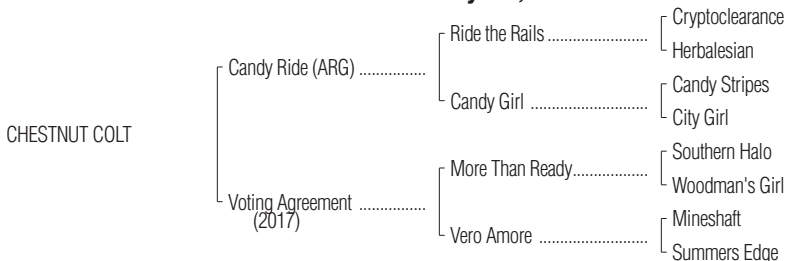 Cryptoclearance
Ride the Rails
Herbalesian
Candy Ride (ARG)
Candy Stripes
Candy Girl
City Girl
CHESTNUT COLT
Southern Halo
More Than Ready
Woodman's Girl
Voting Agreement
(2017)
Mineshaft
Vero Amore
Summers Edge